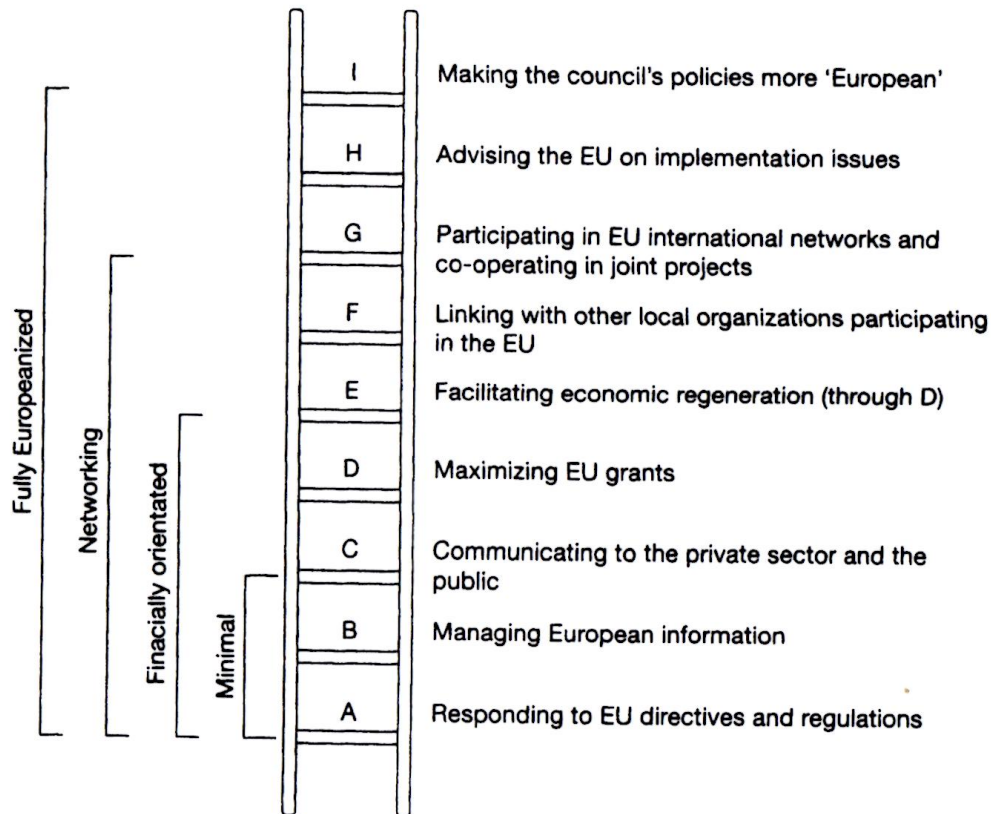 I
Making the council's policies more 'European'
H
Advising the EU on implementation issues
G
Participating in EU international networks and
co-operating in joint projects
F
Linking with other local organizations participating
in the EU
E
Facilitating economic regeneration (through D)
D
Maximizing EU grants
C
Communicating to the private sector and the
public
B
Managing European information
A
Responding to EU directives and regulations
Fully Europeanized
Networking
Finacially orientated
Minimal